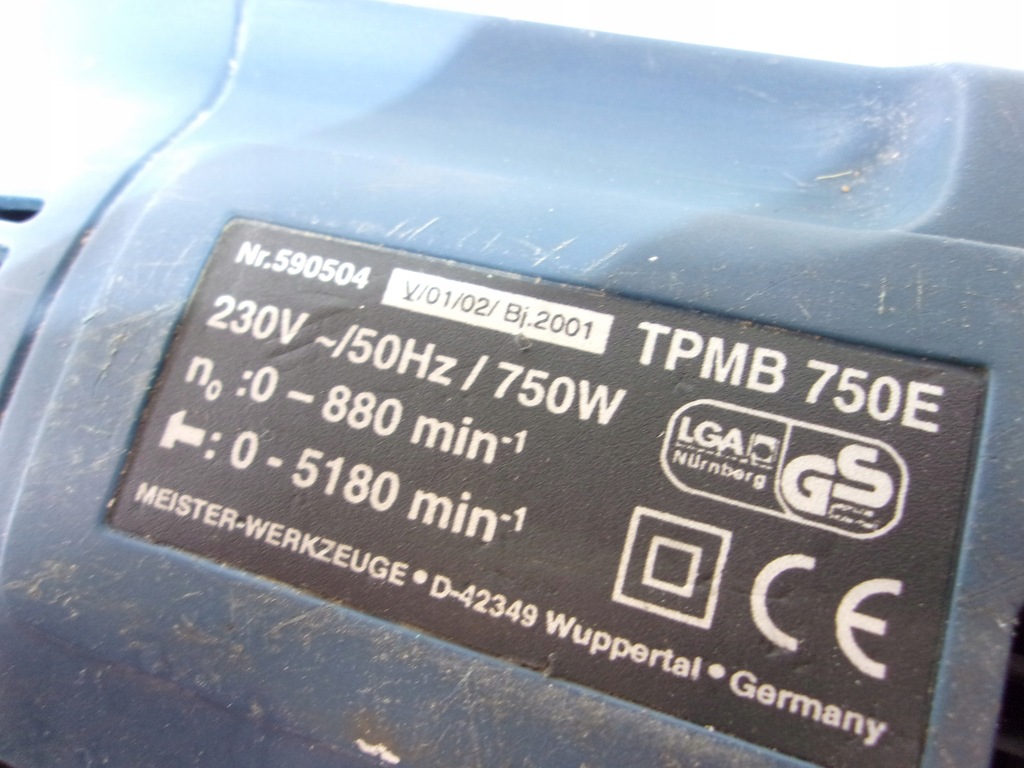 Nr.590504 V/01/02/ Bj.2001 TPMB 750E
230V ~/50Hz / 750W
n₀ :0 – 880 min⁻¹
: 0 - 5180 min⁻¹
LGA
Nürnberg
GS
CE
MEISTER-WERKZEUGE • D-42349 Wuppertal • Germany